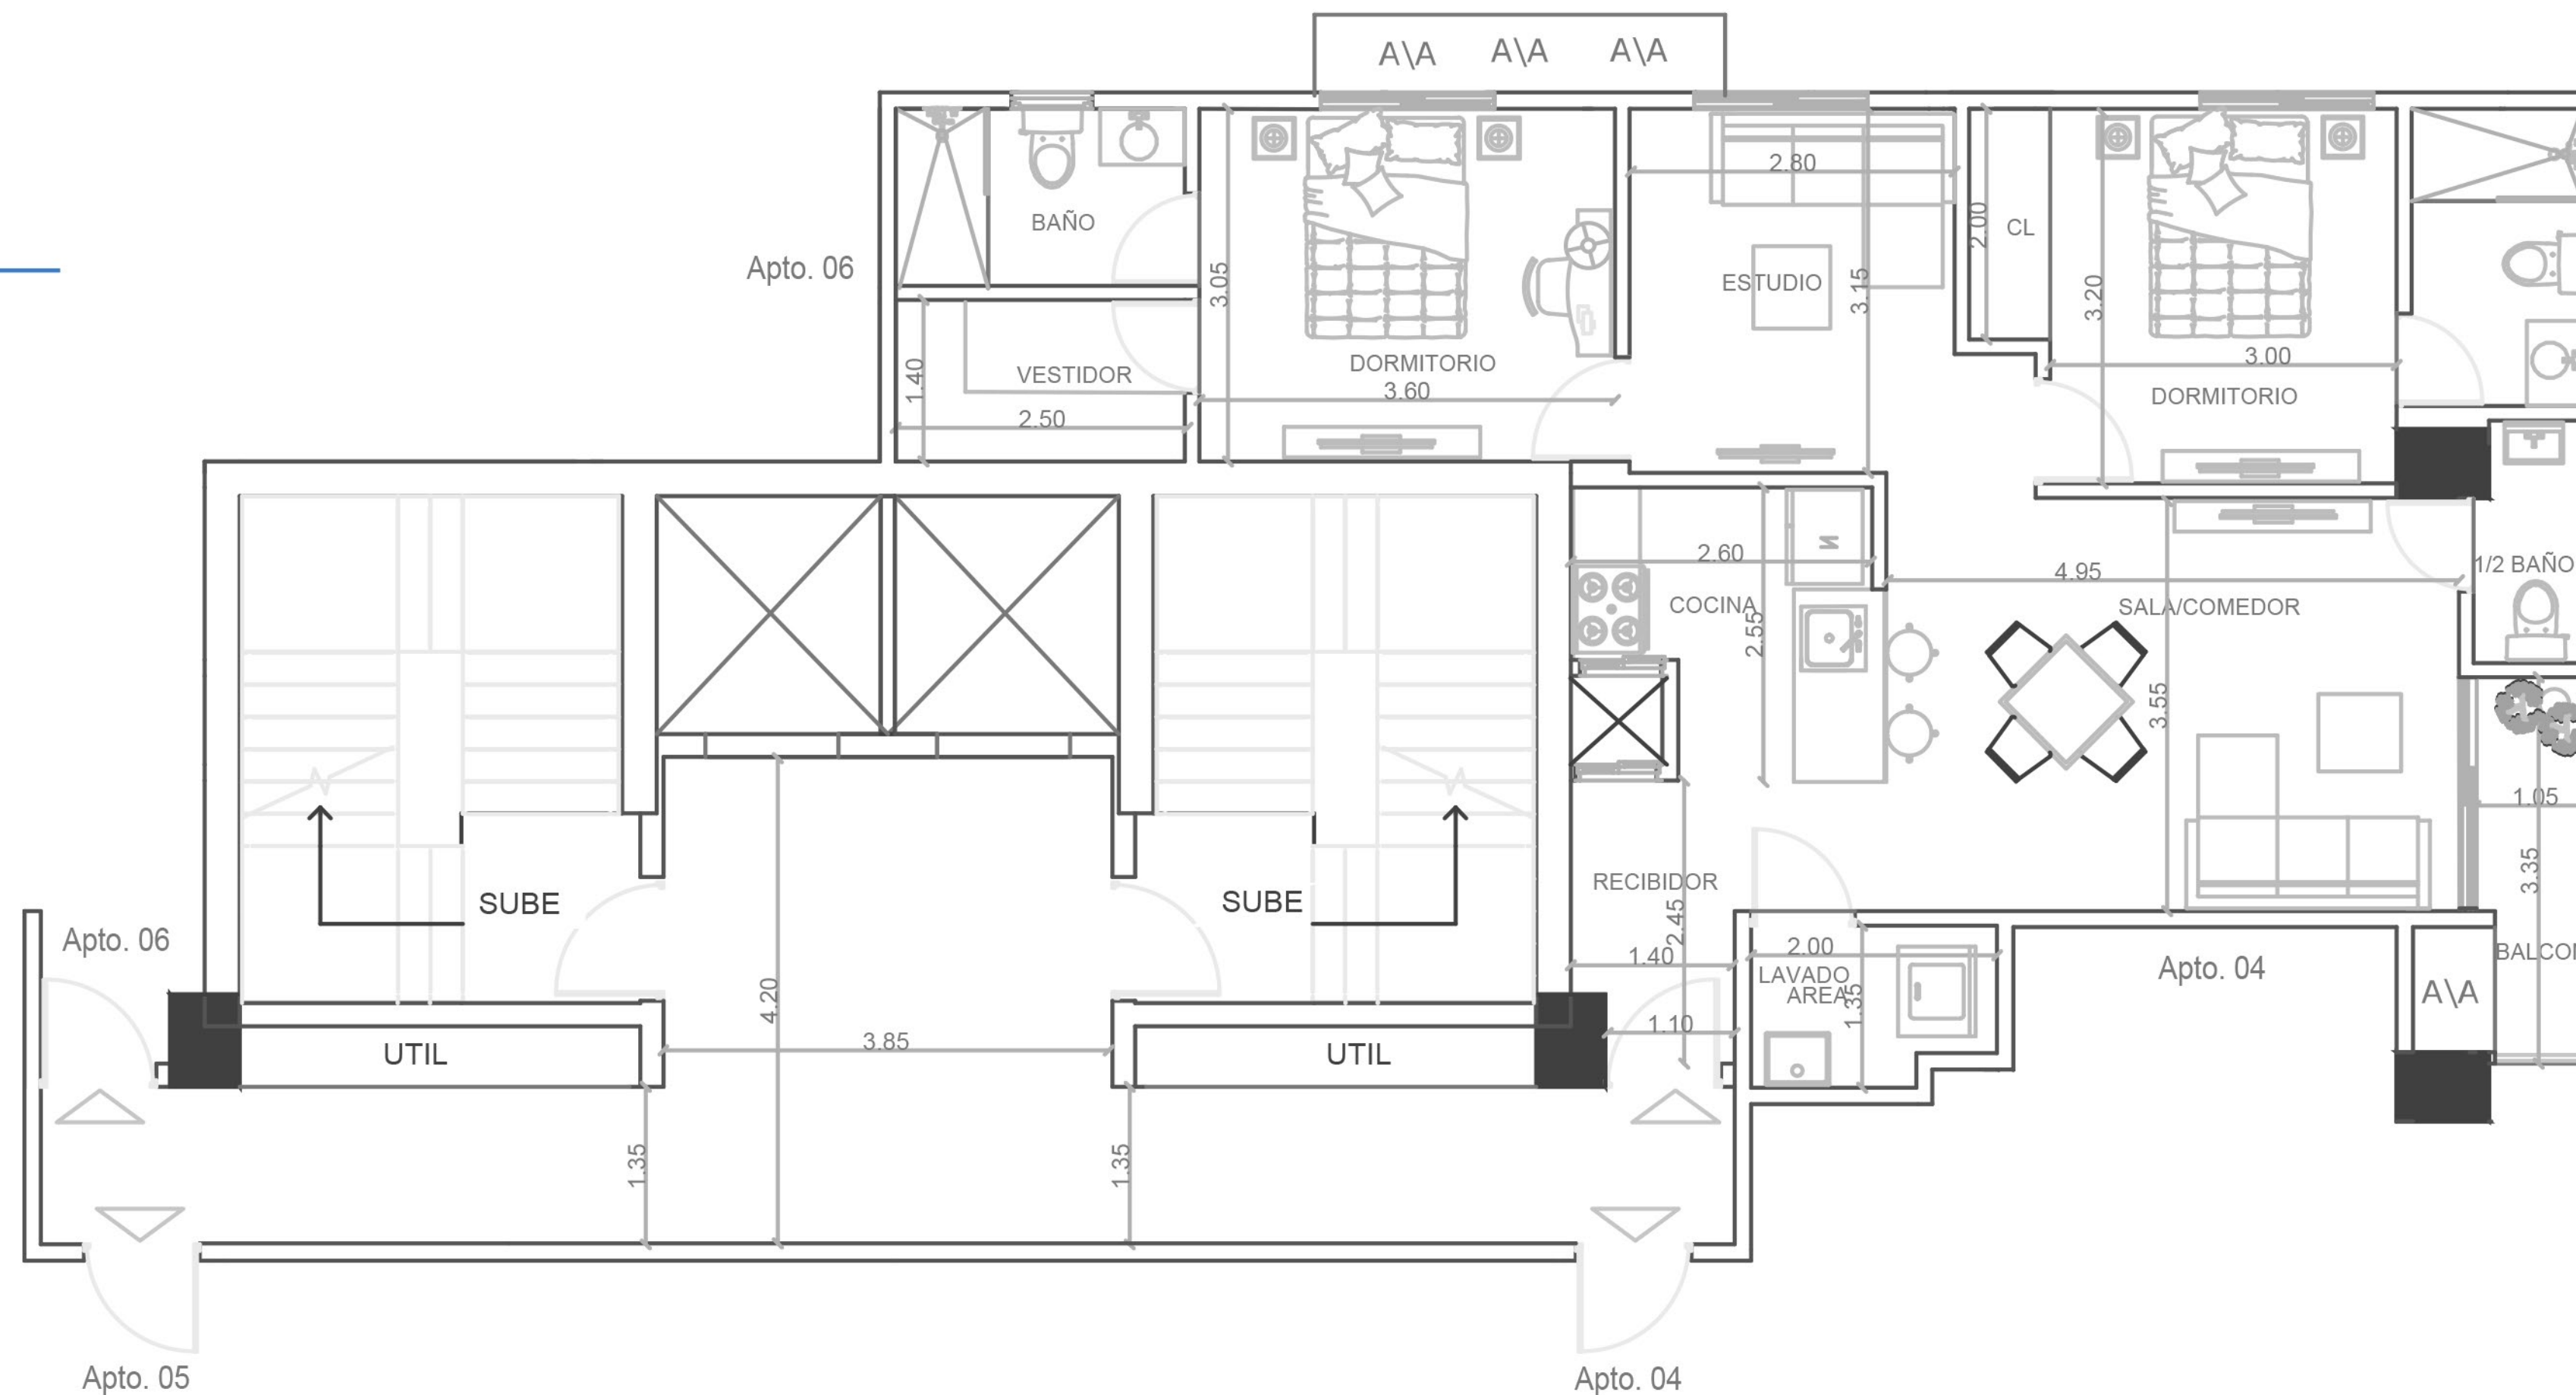 A\A A\A A\A
2.80
BAÑO
2.00
CL
Apto. 06
3.05
ESTUDIO
3.15
3.20
DORMITORIO
3.00
1.40
VESTIDOR
3.60
DORMITORIO
2.50
2.60
4.95
1/2 BAÑO
COCINA
SALA/COMEDOR
2.55
3.55
1.05
3.35
RECIBIDOR
SUBE
SUBE
2.45
Apto. 06
1.40
2.00
BALCO
LAVADO
AREA
1.35
Apto. 04
A\A
4.20
1.10
3.85
UTIL
UTIL
1.35
1.35
Apto. 05
Apto. 04